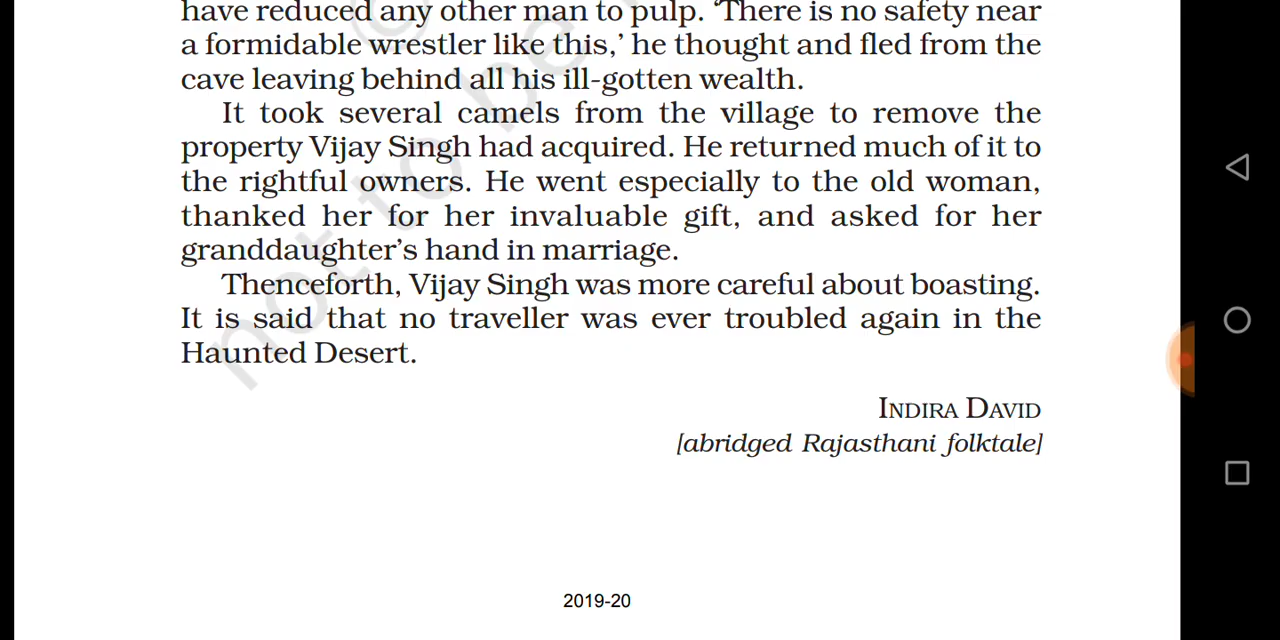 have reduced any other man to pulp. ‘There is no safety near
a formidable wrestler like this,’ he thought and fled from the
cave leaving behind all his ill-gotten wealth.
It took several camels from the village to remove the
property Vijay Singh had acquired. He returned much of it to
the rightful owners. He went especially to the old woman,
thanked her for her invaluable gift, and asked for her
granddaughter’s hand in marriage.
Thenceforth, Vijay Singh was more careful about boasting.
It is said that no traveller was ever troubled again in the
Haunted Desert.
INDIRA DAVID
[abridged Rajasthani folktale]
2019-20
©
not to be